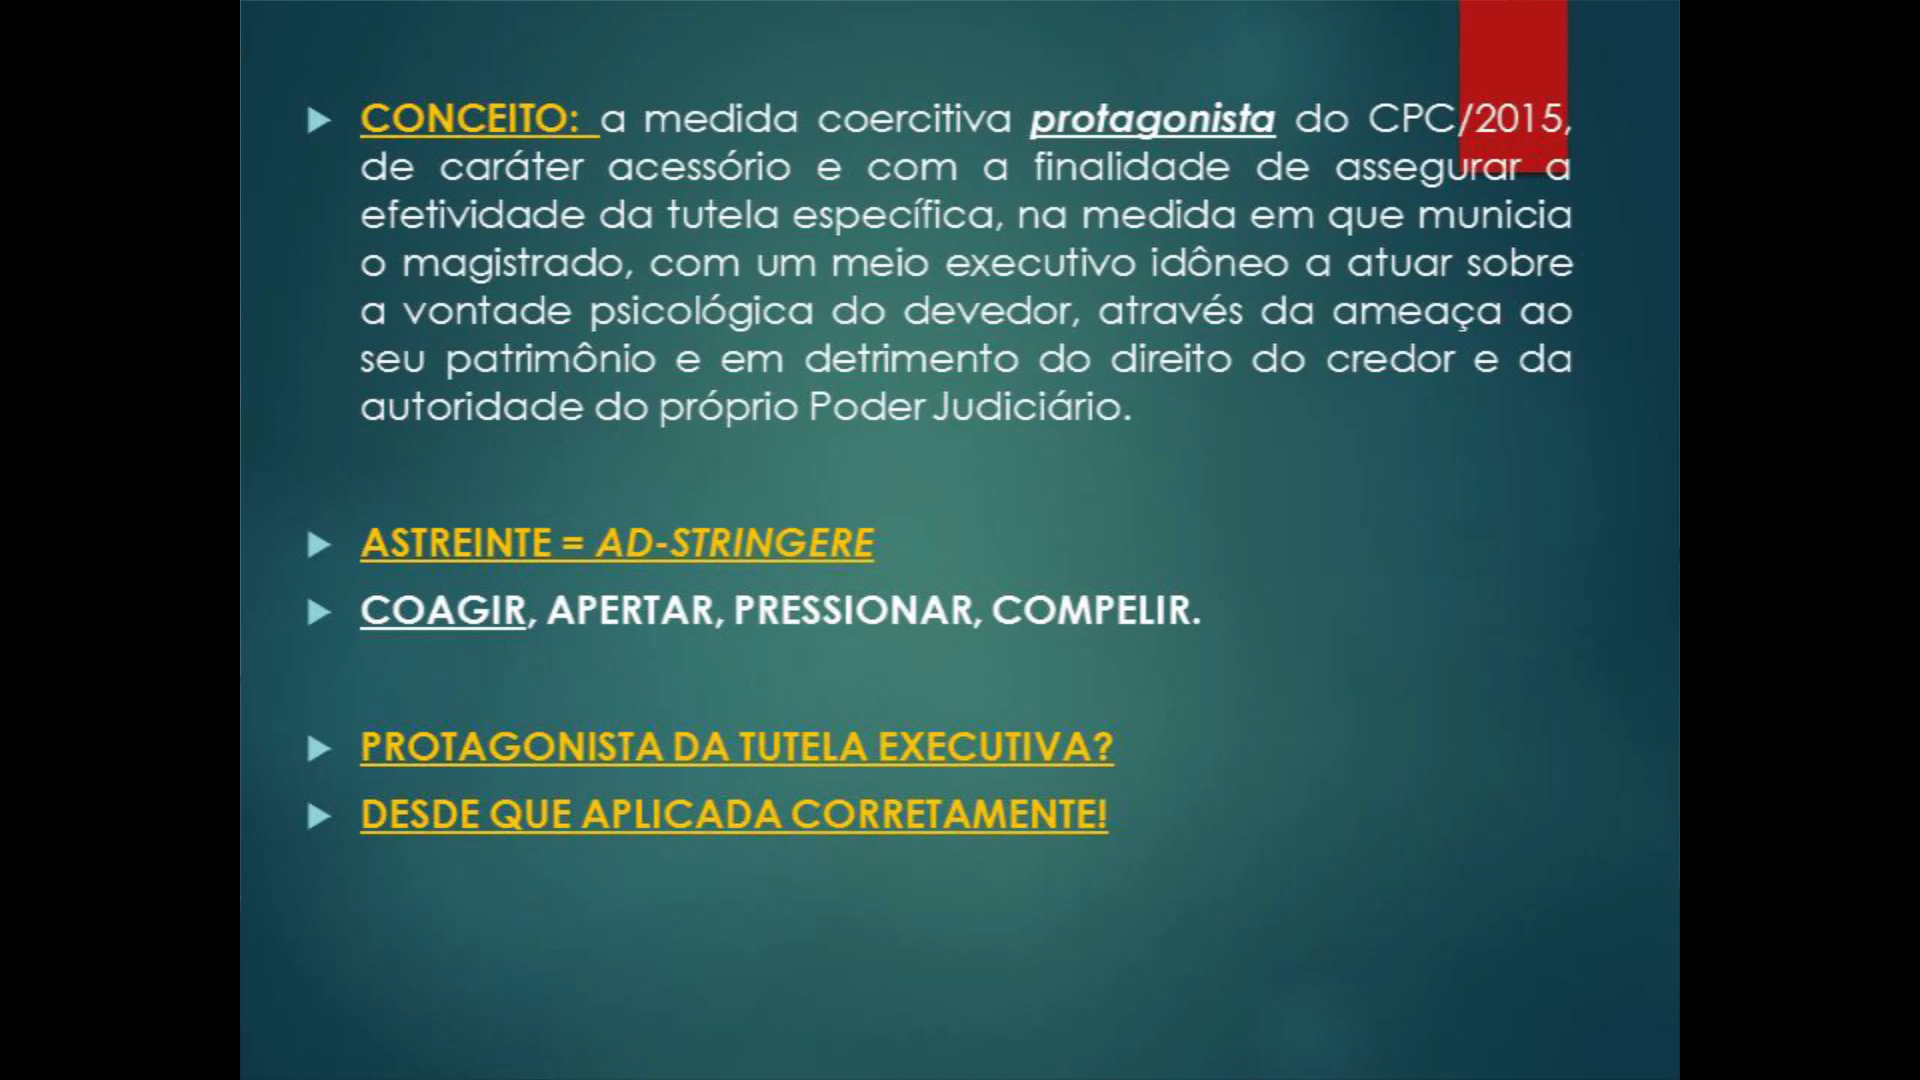 CONCEITO: a medida coercitiva protagonista do CPC/2015,
de caráter acessório e com a finalidade de assegurar a
efetividade da tutela específica, na medida em que municia
o magistrado, com um meio executivo idôneo a atuar sobre
a vontade psicológica do devedor, através da ameaça ao
seu patrimônio e em detrimento do direito do credor e da
autoridade do próprio Poder Judiciário.
ASTREINTE = AD-STRINGERE
COAGIR, APERTAR, PRESSIONAR, COMPELIR.
PROTAGONISTA DA TUTELA EXECUTIVA?
DESDE QUE APLICADA CORRETAMENTE!